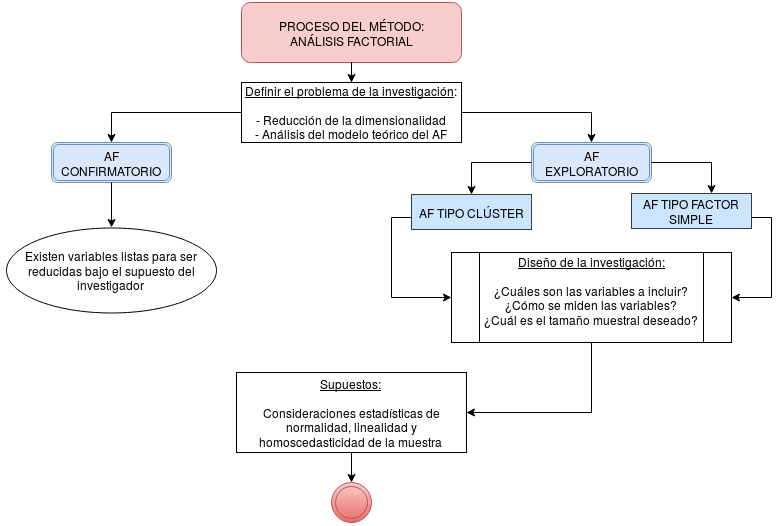 PROCESO DEL MÉTODO:
ANÁLISIS FACTORIAL
Definir el problema de la investigación:
- Reducción de la dimensionalidad
- Análisis del modelo teórico del AF
AF
CONFIRMATORIO
AF
EXPLORATORIO
AF TIPO CLÚSTER
AF TIPO FACTOR
SIMPLE
Existen variables listas para ser
reducidas bajo el supuesto del
investigador
Diseño de la investigación:
¿Cuáles son las variables a incluir?
¿Cómo se miden las variables?
¿Cuál es el tamaño muestral deseado?
Supuestos:
Consideraciones estadísticas de
normalidad, linealidad y
homoscedasticidad de la muestra